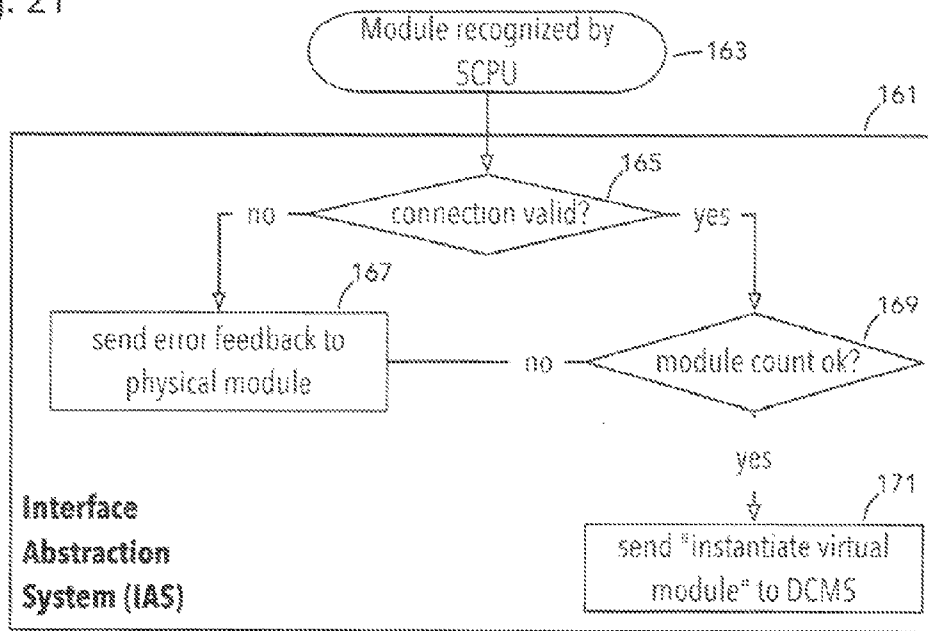 g. 21
Module recognized by
SCPU
163
161
165
connection valid?
no
yes
167
169
send error feedback to
physical module
no
module count ok?
yes
171
Interface
Abstraction
System (IAS)
send "instantiate virtual
module" to DCMS